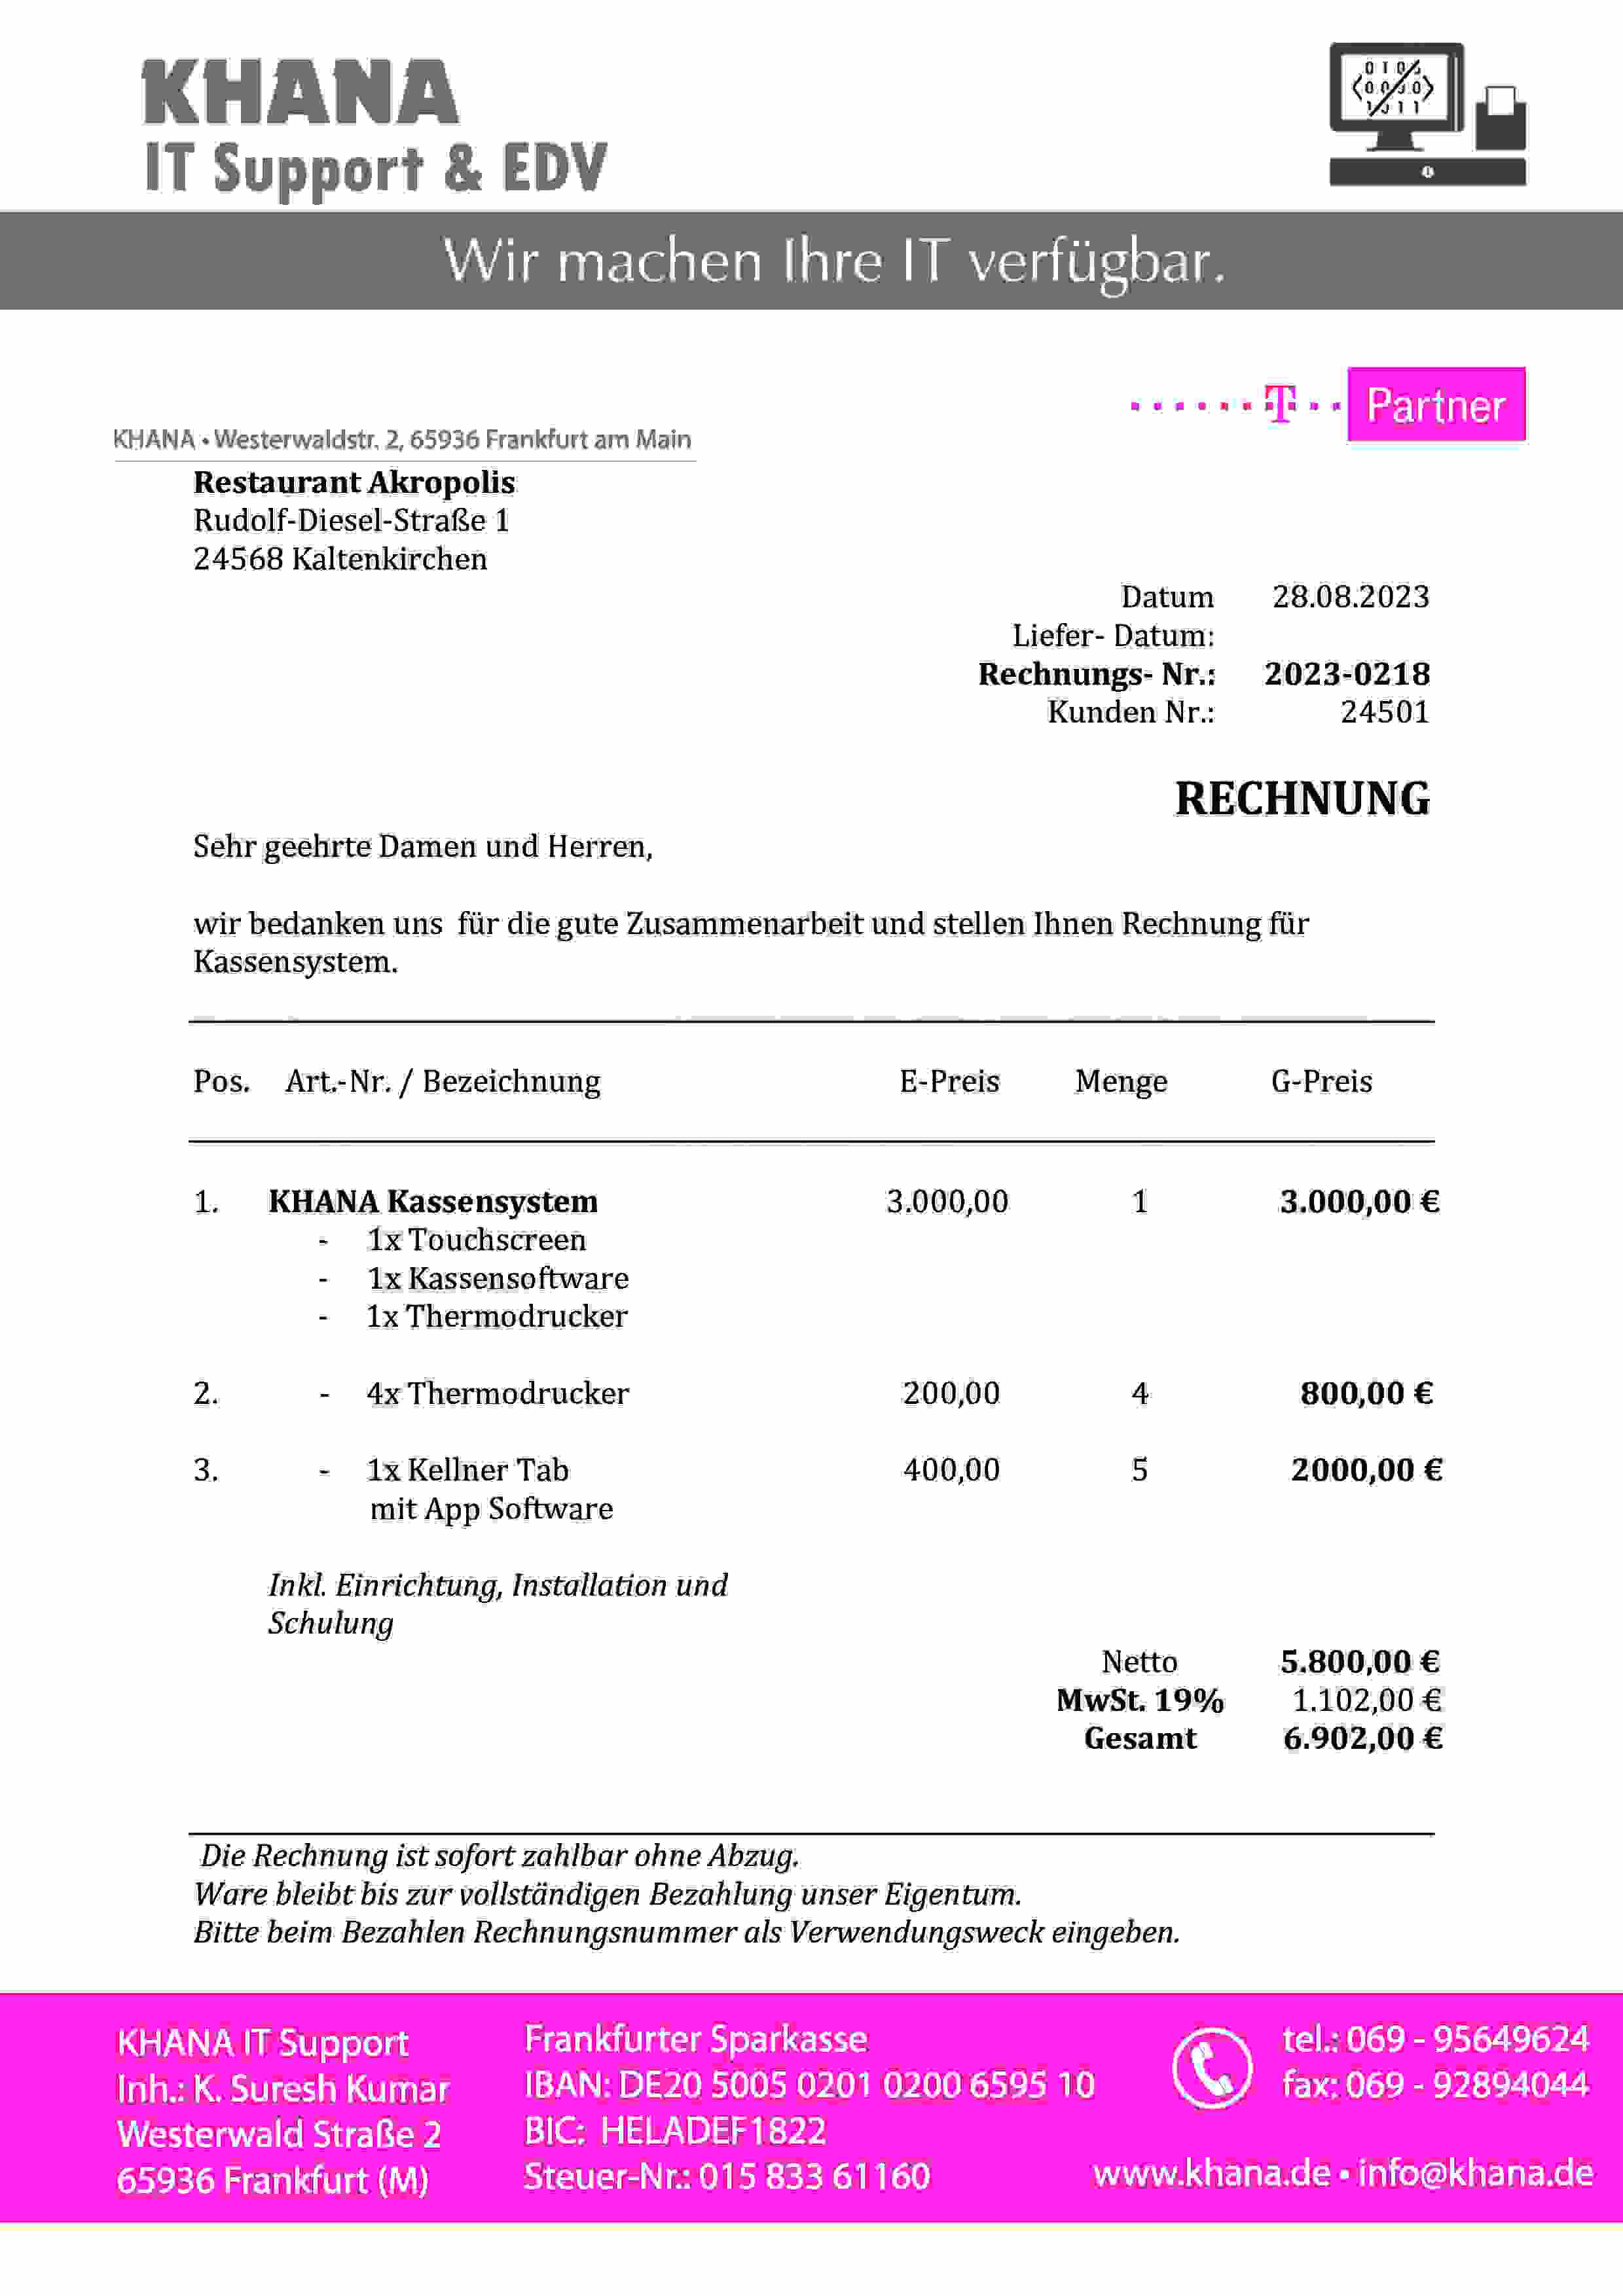 KHANA
IT Support & EDV
Wir machen Ihre IT verfügbar.
T Partner
KHANA • Westerwaldstr. 2, 65936 Frankfurt am Main
Restaurant Akropolis
Rudolf-Diesel-Straße 1
24568 Kaltenkirchen
Datum 28.08.2023
Liefer- Datum:
Rechnungs- Nr.: 2023-0218
Kunden Nr.: 24501
RECHNUNG
Sehr geehrte Damen und Herren,
wir bedanken uns für die gute Zusammenarbeit und stellen Ihnen Rechnung für
Kassensystem.
Pos. Art.-Nr. / Bezeichnung E-Preis Menge G-Preis
1. KHANA Kassensystem 3.000,00 1 3.000,00 €
- 1x Touchscreen
- 1x Kassensoftware
- 1x Thermodrucker
2. - 4x Thermodrucker 200,00 4 800,00 €
3. - 1x Kellner Tab 400,00 5 2000,00 €
mit App Software
Inkl. Einrichtung, Installation und
Schulung
Netto 5.800,00 €
MwSt. 19% 1.102,00 €
Gesamt 6.902,00 €
Die Rechnung ist sofort zahlbar ohne Abzug.
Ware bleibt bis zur vollständigen Bezahlung unser Eigentum.
Bitte beim Bezahlen Rechnungsnummer als Verwendungsweck eingeben.
KHANA IT Support
Inh.: K. Suresh Kumar
Westerwald Straße 2
65936 Frankfurt (M)
Frankfurter Sparkasse
IBAN: DE20 5005 0201 0200 6595 10
BIC: HELADEF1822
Steuer-Nr.: 015 833 61160
tel.: 069 - 95649624
fax: 069 - 92894044
www.khana.de • info@khana.de